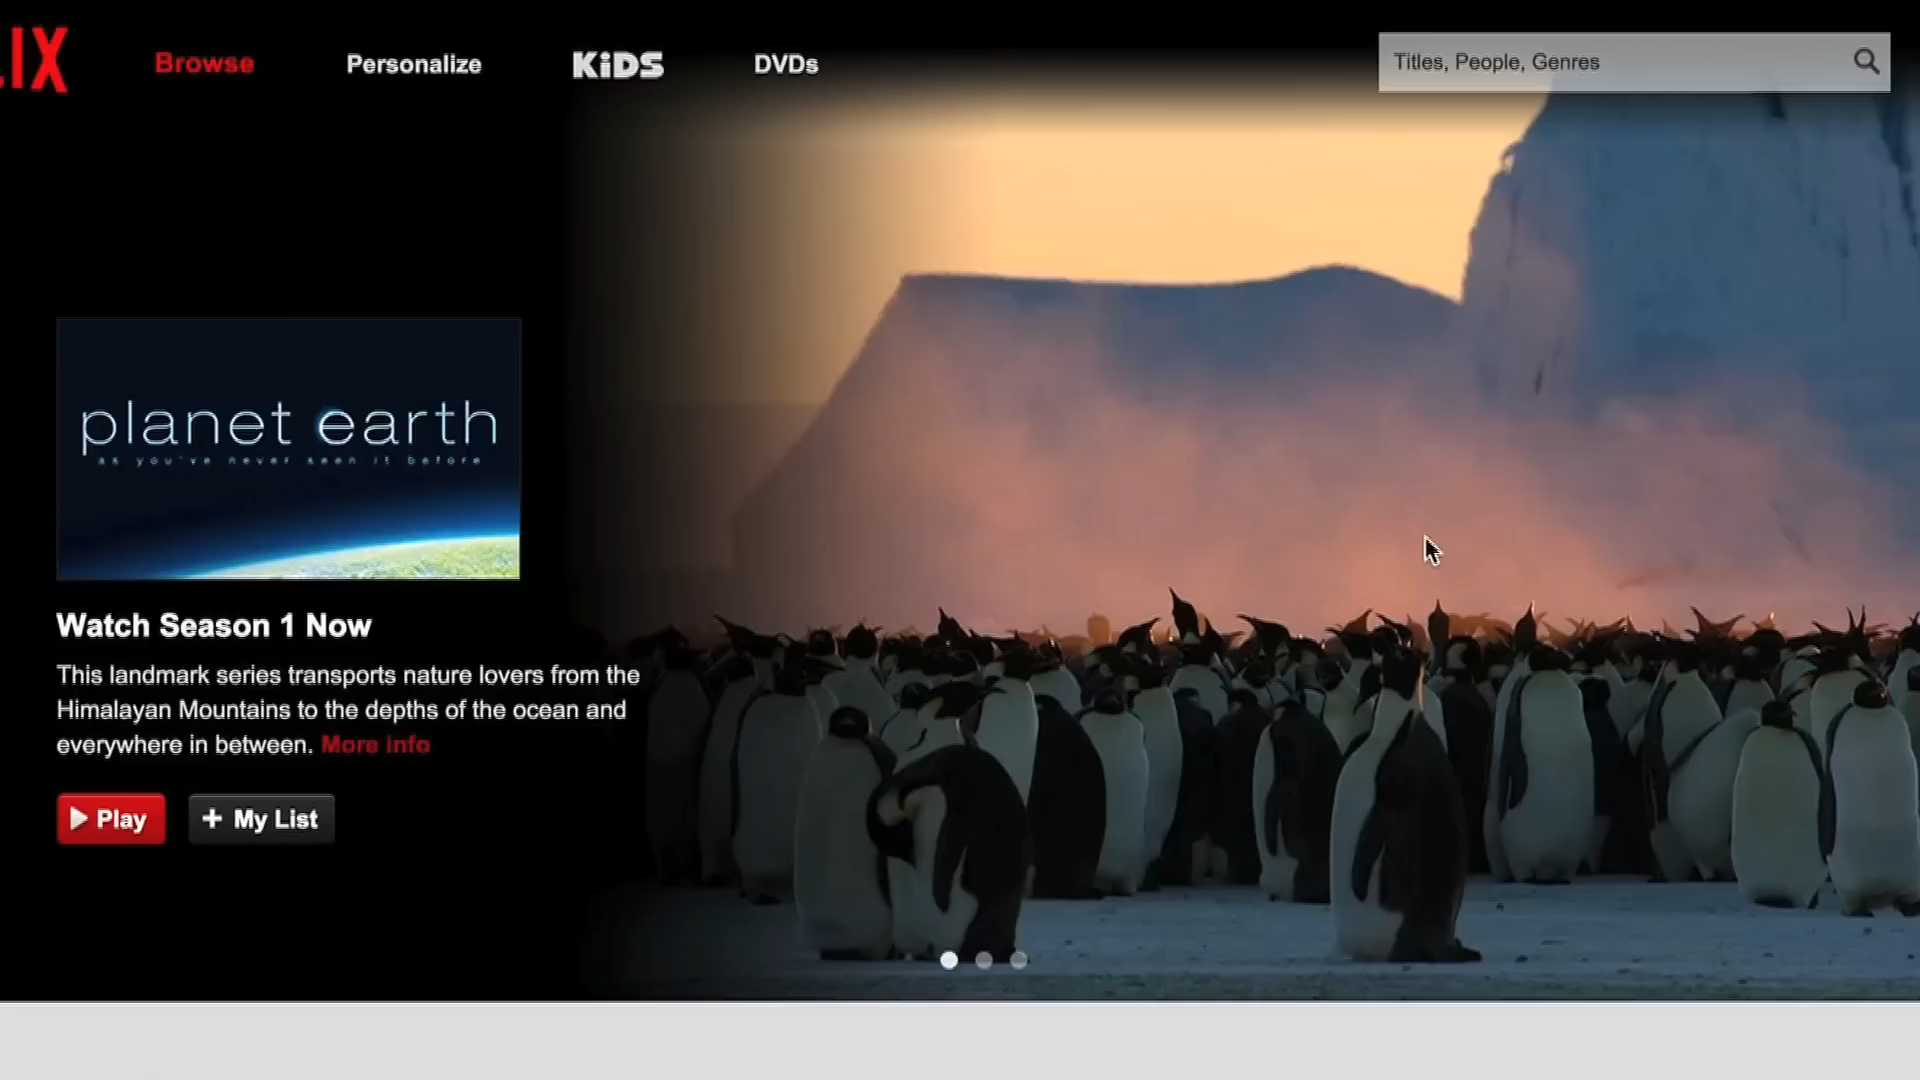 LIX
Browse
Personalize
KiDS
DVDs
Titles, People, Genres
planet earth
as you've never seen it before
Watch Season 1 Now
This landmark series transports nature lovers from the
Himalayan Mountains to the depths of the ocean and
everywhere in between. More info
Play
+ My List